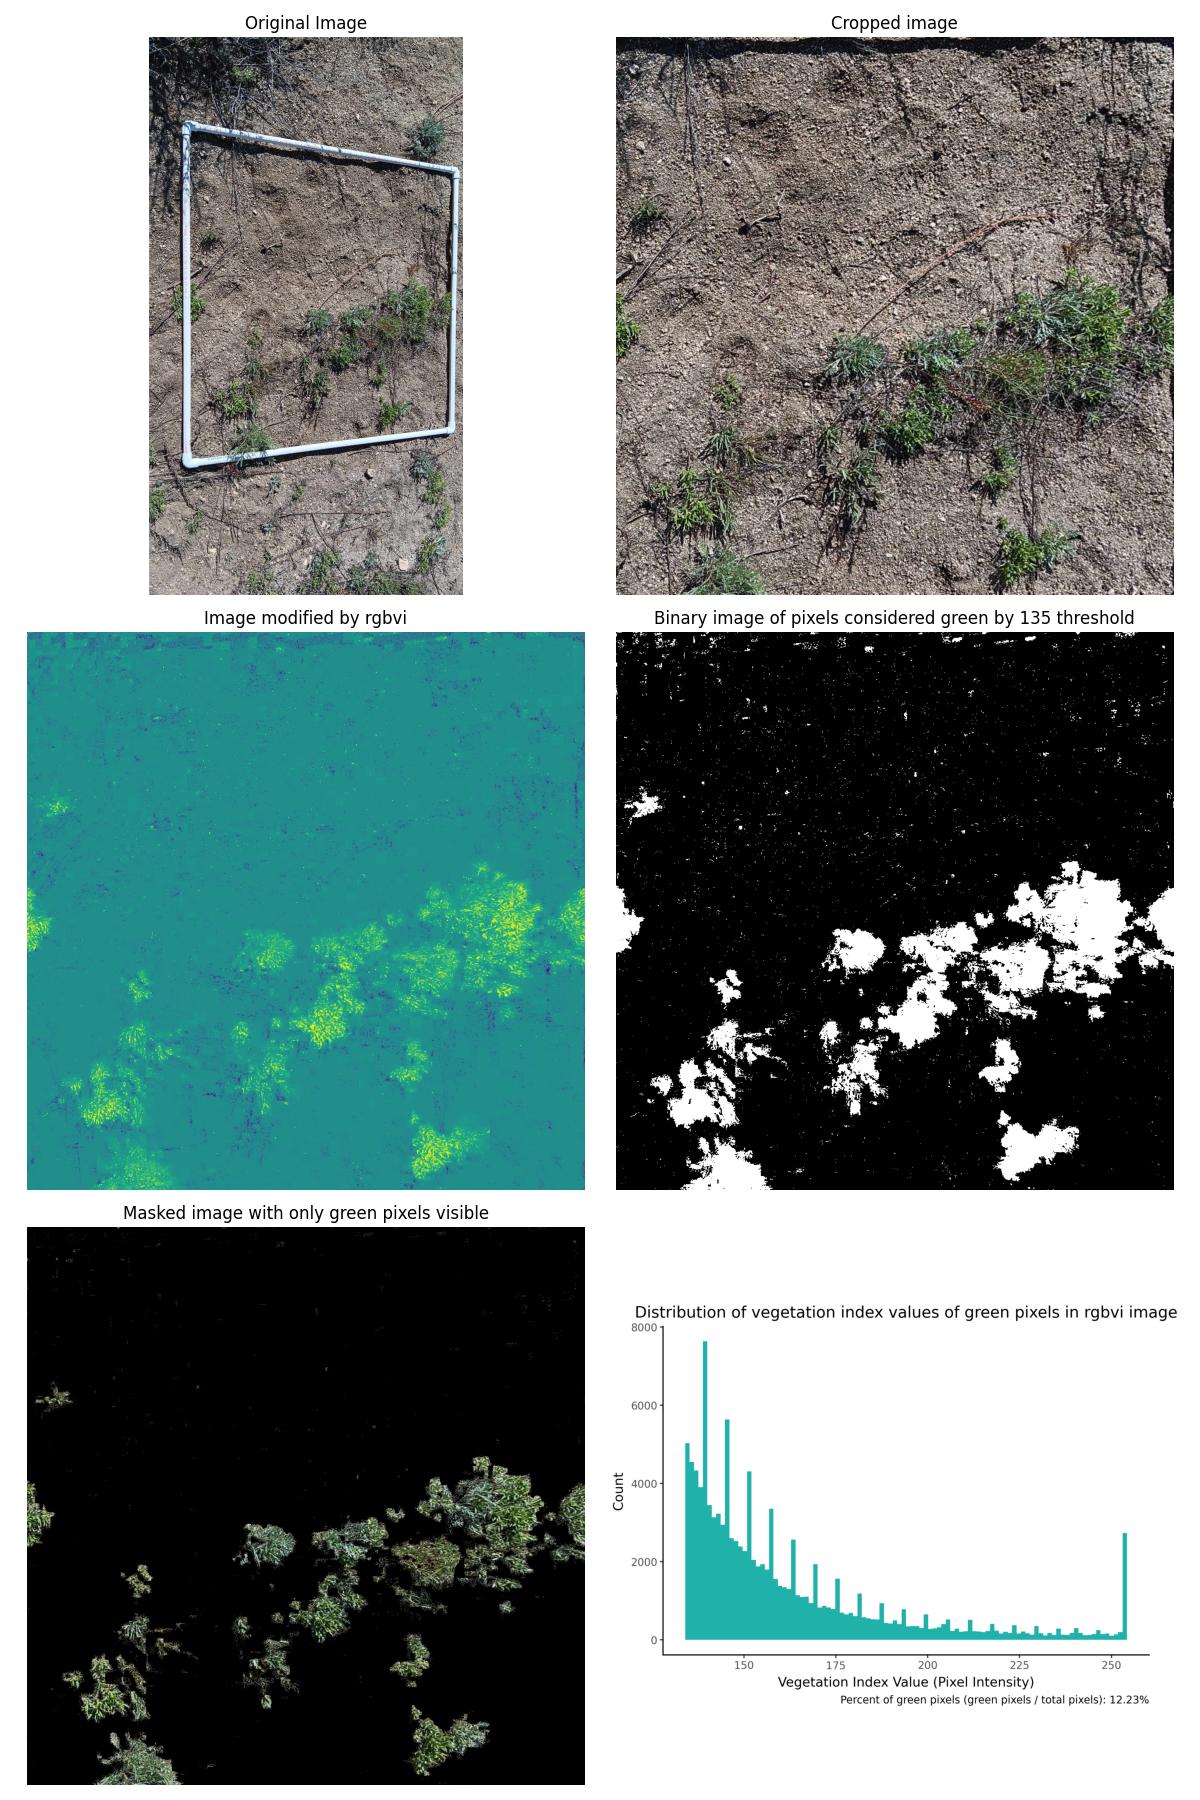 Original Image
Cropped image
Image modified by rgbvi
Binary image of pixels considered green by 135 threshold
Masked image with only green pixels visible
Distribution of vegetation index values of green pixels in rgbvi image
8000
6000
4000
2000
0
Count
150 175 200 225 250
Vegetation Index Value (Pixel Intensity)
Percent of green pixels (green pixels / total pixels): 12.23%